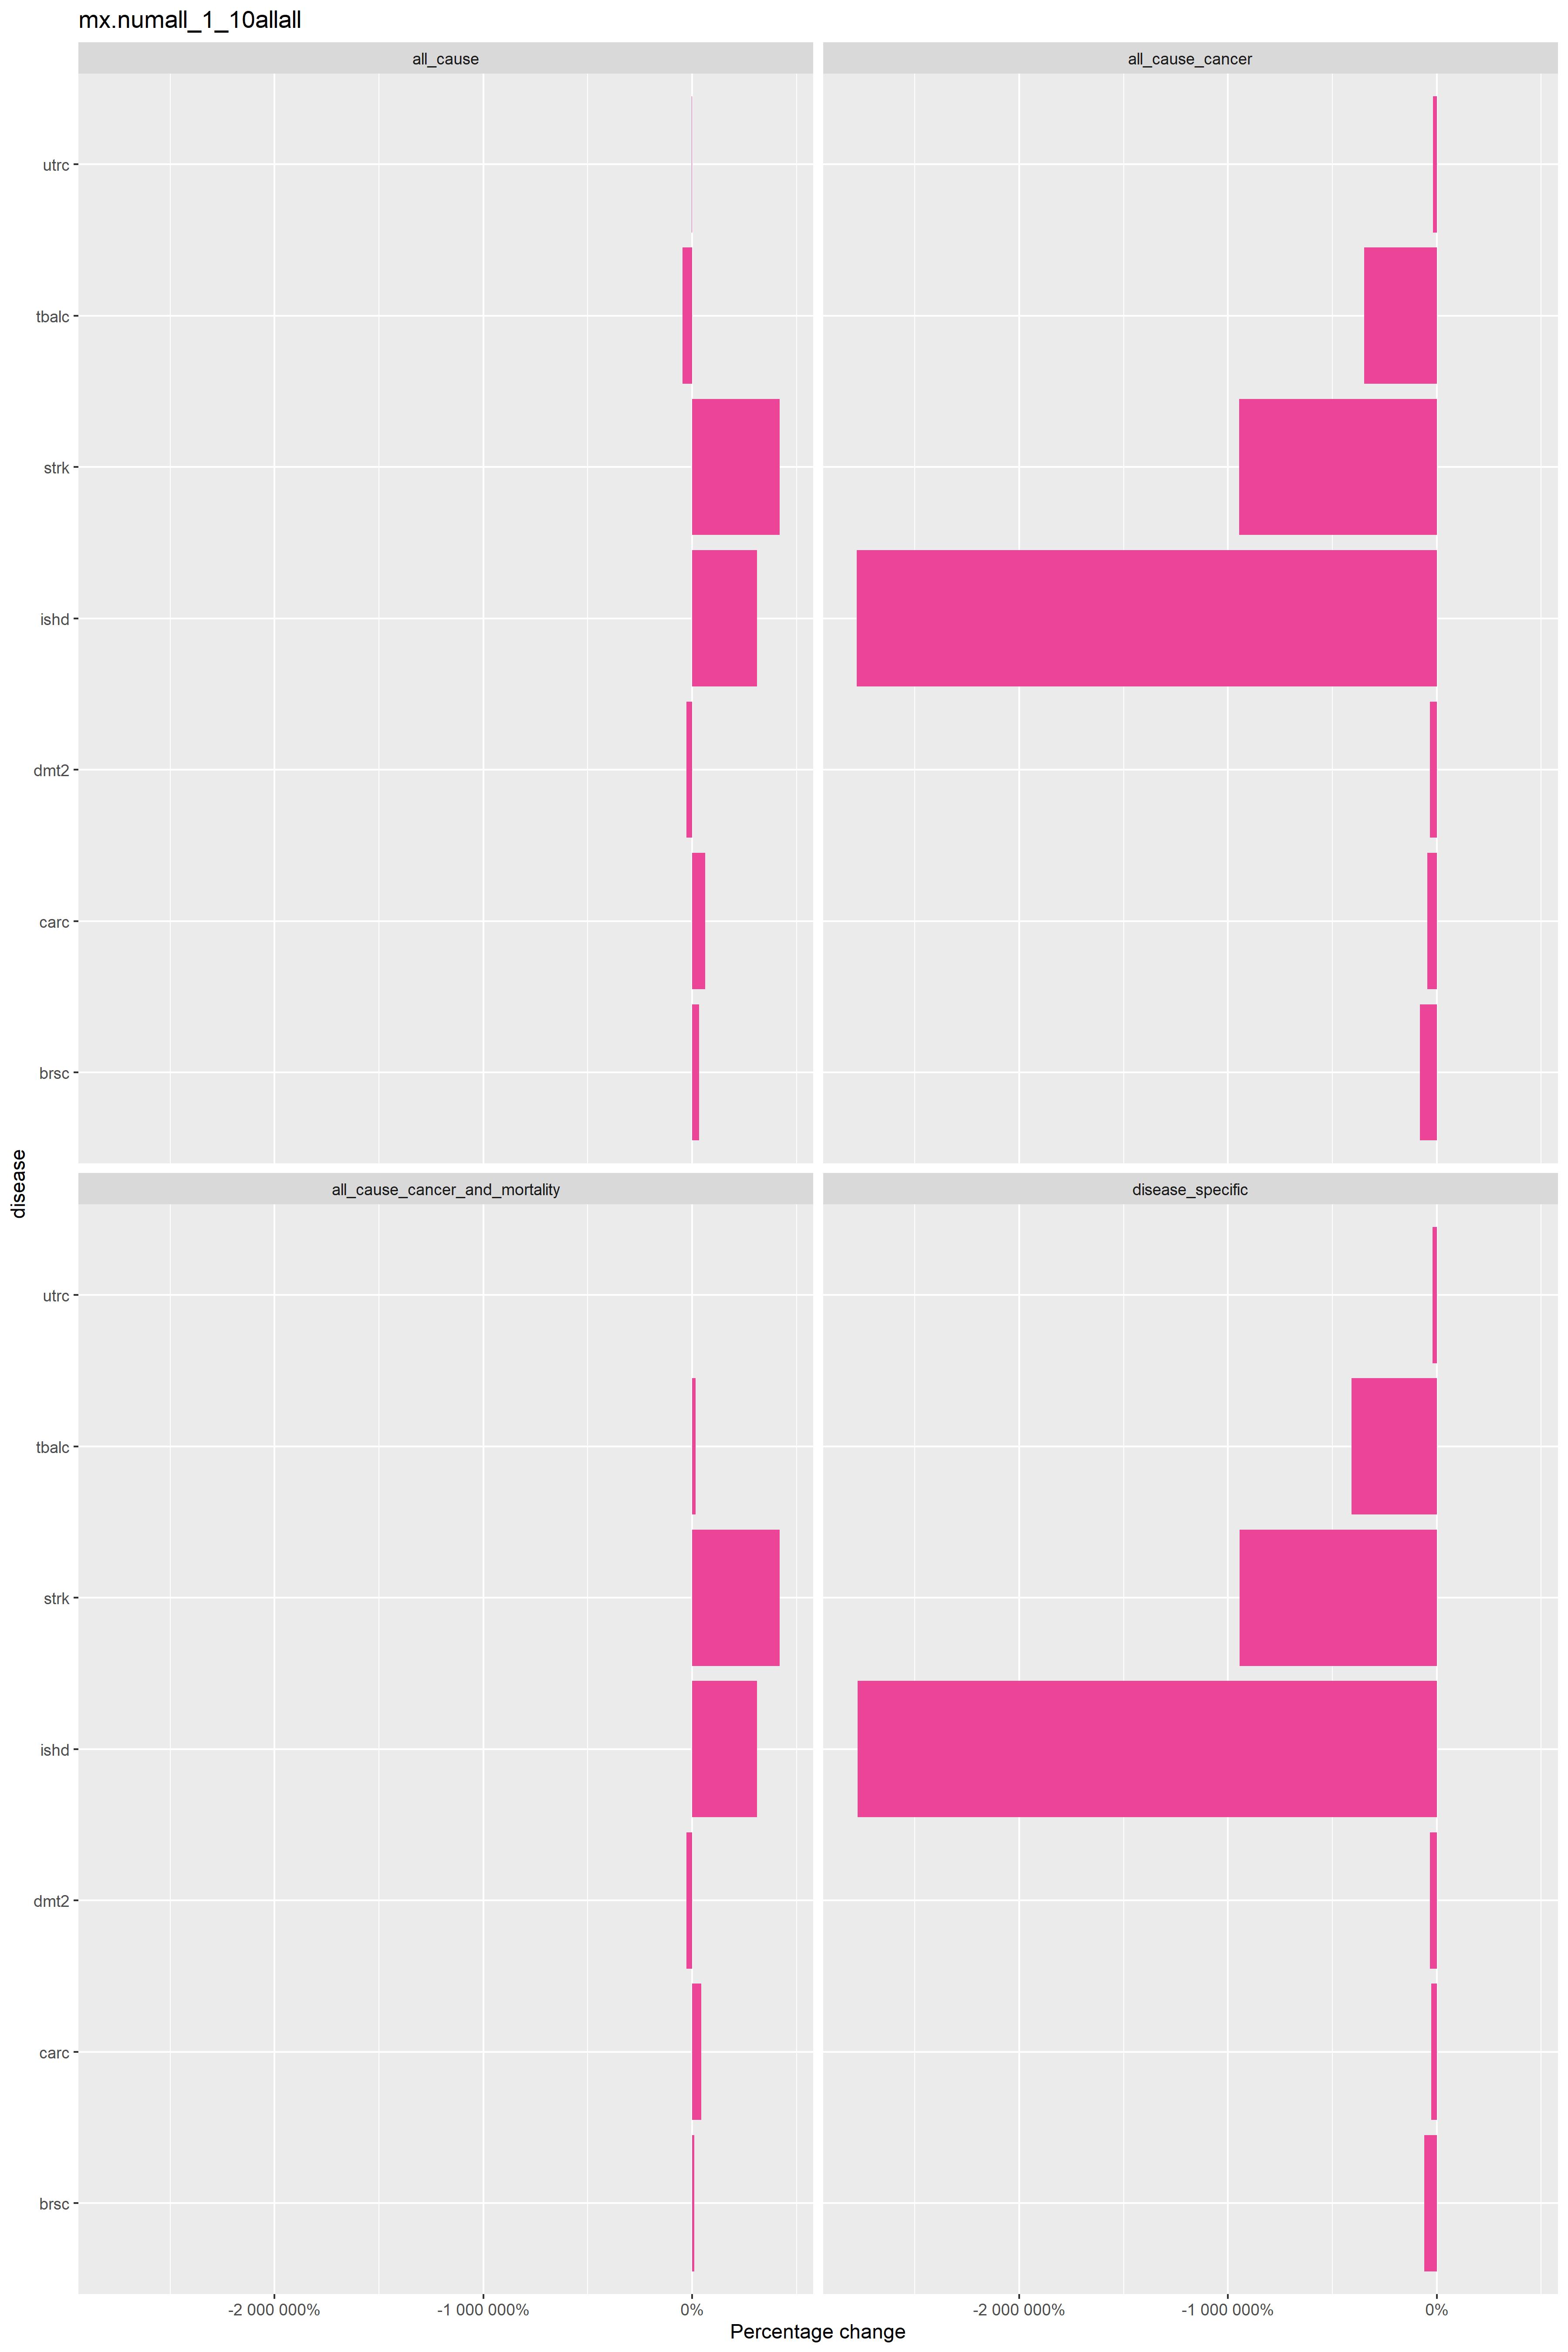 mx.numall_1_10allall
all_cause
all_cause_cancer
utrc
tbalc
strk
ishd
dmt2
carc
brsc
disease
all_cause_cancer_and_mortality
disease_specific
utrc
tbalc
strk
ishd
dmt2
carc
brsc
-2 000 000%
-1 000 000%
0%
-2 000 000%
-1 000 000%
0%
Percentage change